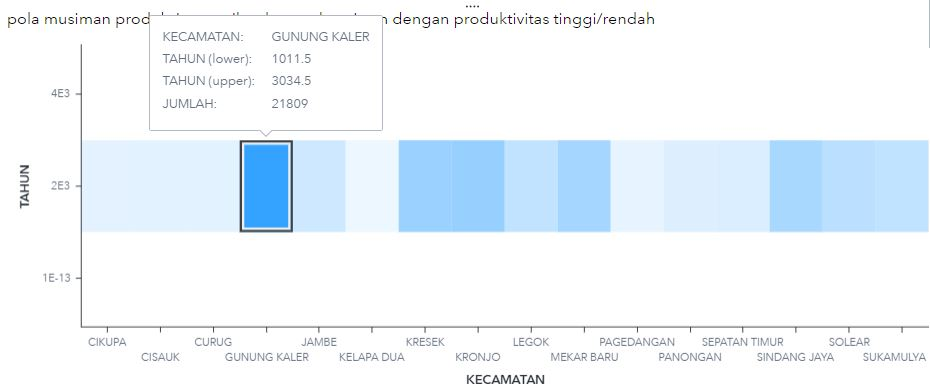 pola musiman prod
dengan produktivitas tinggi/rendah
KECAMATAN: GUNUNG KALER
TAHUN (lower): 1011.5
TAHUN (upper): 3034.5
JUMLAH: 21809
4E3
2E3
1E-13
TAHUN
CIKUPA
CISAUK
CURUG
GUNUNG KALER
JAMBE
KELAPA DUA
KRESEK
KRONJO
LEGOK
MEKAR BARU
PAGEDANGAN
PANONGAN
SEPATAN TIMUR
SINDANG JAYA
SOLEAR
SUKAMULYA
KECAMATAN